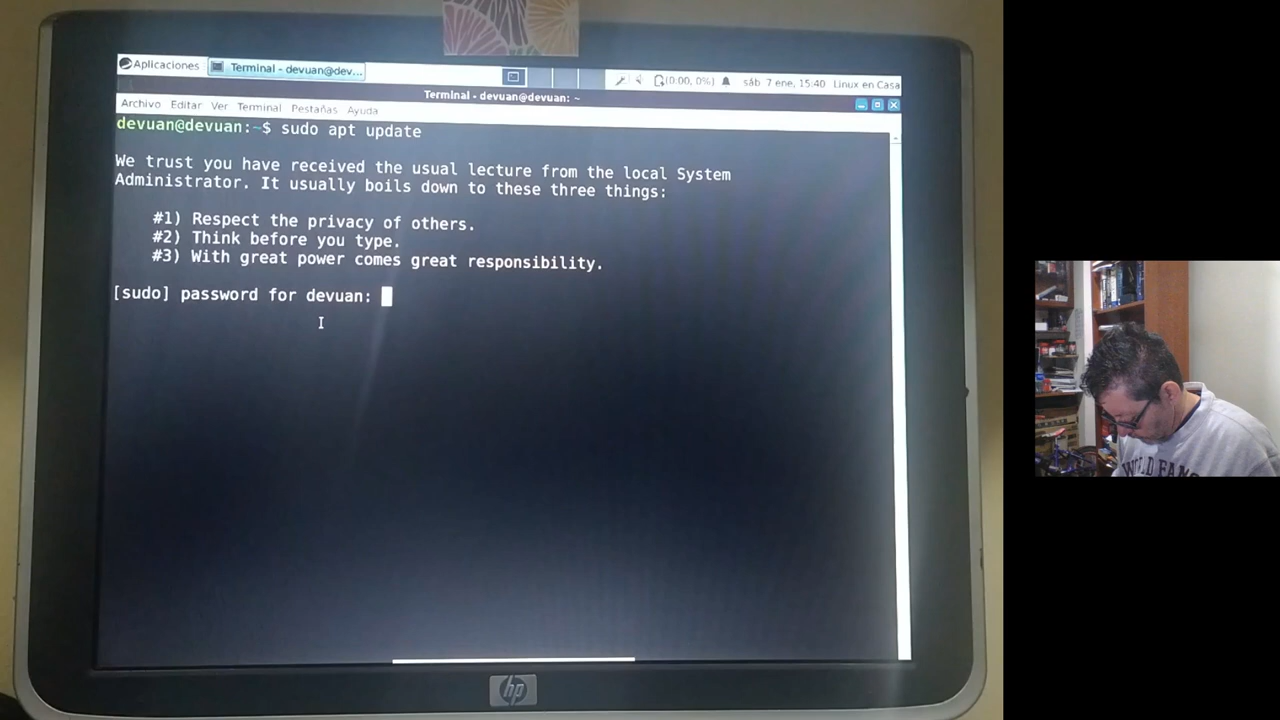 Aplicaciones
Terminal - devuan@dev...
(0:00, 0%)
sáb 7 ene, 15:40
Linux en Casa
Terminal - devuan@devuan: ~
Archivo Editar Ver Terminal Pestañas Ayuda
devuan@devuan:~$ sudo apt update
We trust you have received the usual lecture from the local System
Administrator. It usually boils down to these three things:
#1) Respect the privacy of others.
#2) Think before you type.
#3) With great power comes great responsibility.
[sudo] password for devuan:
hp